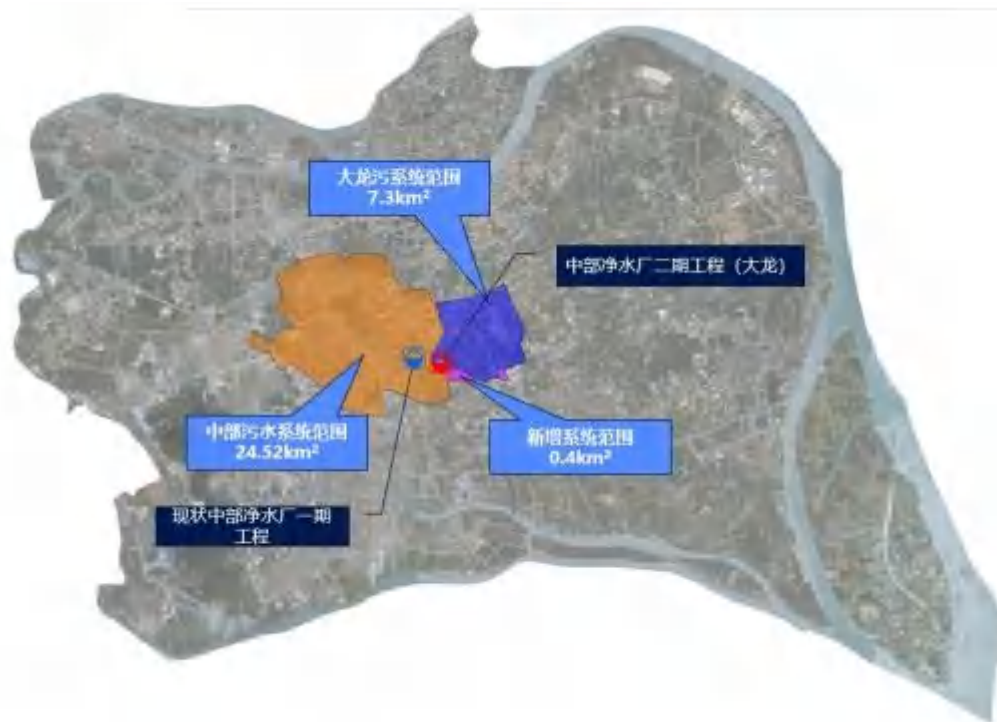 大龙污系统范围
7.3km²
中部净水厂二期工程（大龙）
中部污水系统范围
24.52km²
新增系统范围
0.4km²
现状中部净水厂一期
工程